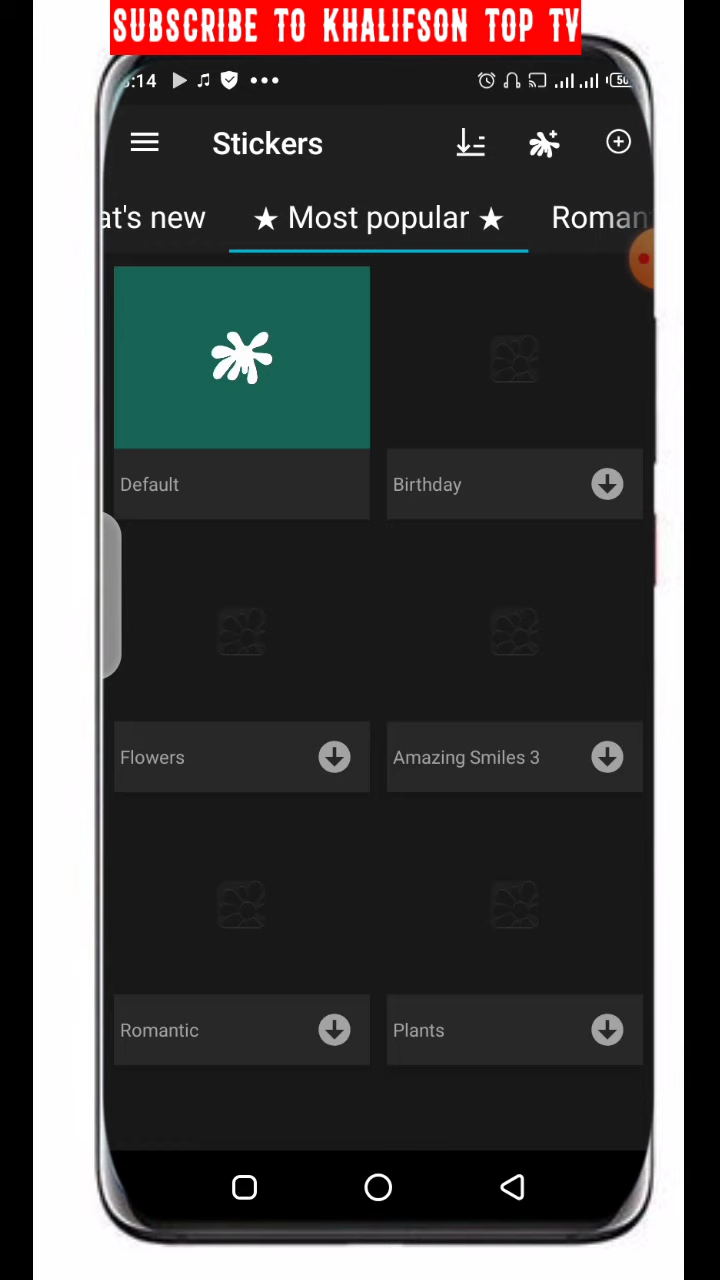 SUBSCRIBE TO KHALIFSON TOP TV
:14
Stickers
at's new ★ Most popular ★ Roman
Default
Birthday
Flowers
Amazing Smiles 3
Romantic
Plants